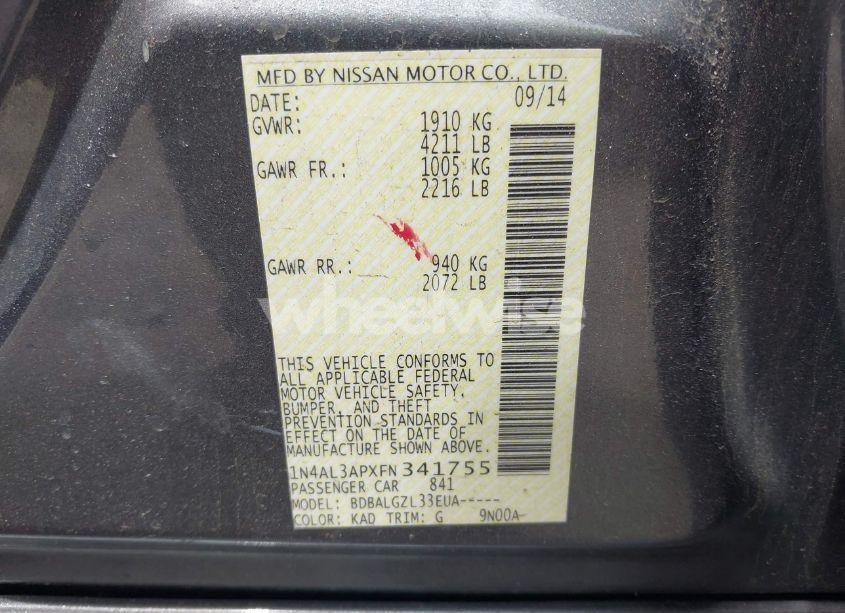 MFD BY NISSAN MOTOR CO., LTD.
DATE: 09/14
GVWR: 1910 KG
4211 LB
GAWR FR.: 1005 KG
2216 LB
GAWR RR.: 940 KG
2072 LB
wheelwise
THIS VEHICLE CONFORMS TO
ALL APPLICABLE FEDERAL
MOTOR VEHICLE SAFETY,
BUMPER, AND THEFT
PREVENTION STANDARDS IN
EFFECT ON THE DATE OF
MANUFACTURE SHOWN ABOVE.
1N4AL3APXFN341755
PASSENGER CAR 841
MODEL: BDBALGZL33EUA-----
COLOR: KAD TRIM: G 9N00A-